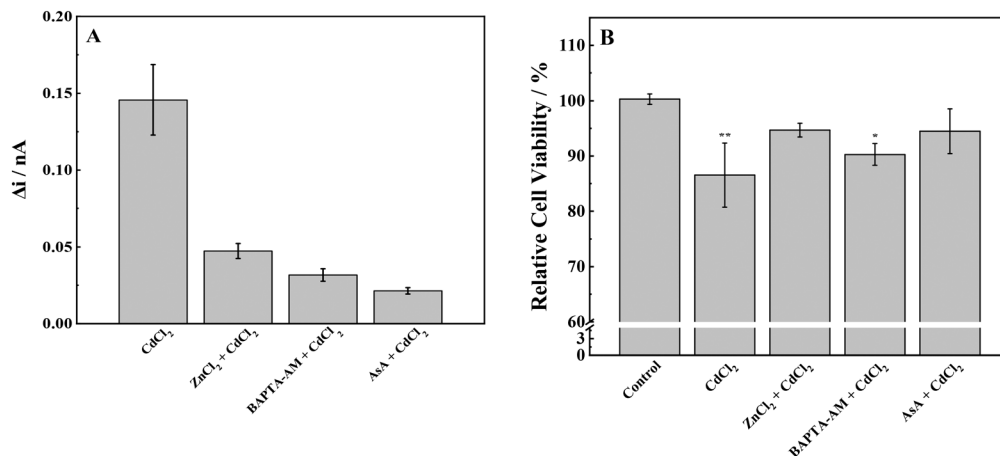 A
Δi / nA
0.20
0.15
0.10
0.05
0.00
CdCl₂
ZnCl₂ + CdCl₂
BAPTA-AM + CdCl₂
AsA + CdCl₂
B
Relative Cell Viability / %
110
100
90
80
70
60
3
0
**
*
Control
CdCl₂
ZnCl₂ + CdCl₂
BAPTA-AM + CdCl₂
AsA + CdCl₂